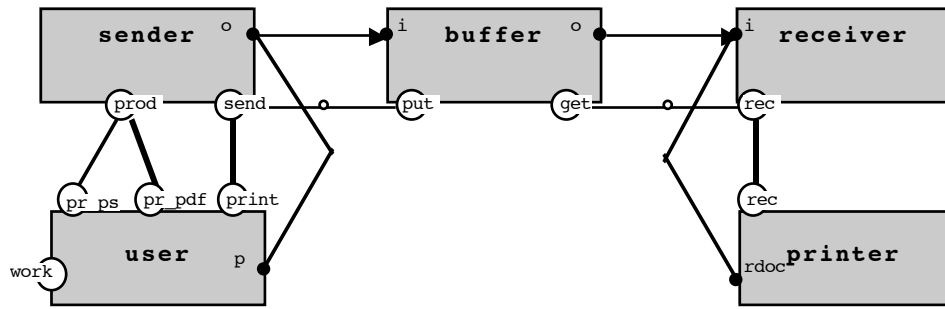 sender o i buffer o i receiver
prod send put get rec
pr_ps pr_pdf print rec
user p rdoc printer
work